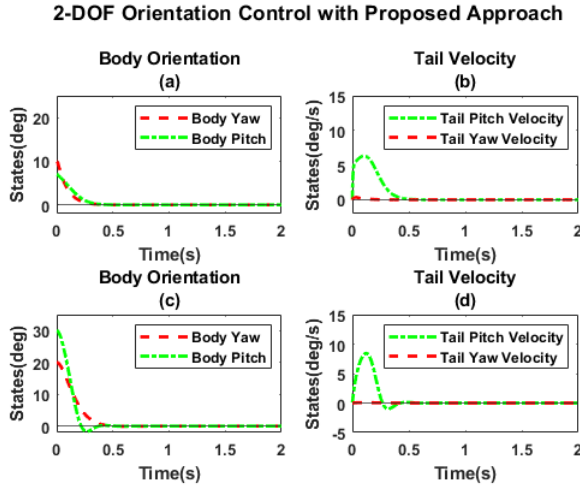 2-DOF Orientation Control with Proposed Approach
Body Orientation
(a)
States(deg)
20
10
0
Body Yaw
Body Pitch
0
0.5
1
1.5
2
Time(s)
Tail Velocity
(b)
States(deg/s)
15
10
5
0
Tail Pitch Velocity
Tail Yaw Velocity
0
0.5
1
1.5
2
Time(s)
Body Orientation
(c)
States(deg)
30
20
10
0
Body Yaw
Body Pitch
0
0.5
1
1.5
2
Time(s)
Tail Velocity
(d)
States(deg/s)
15
10
5
0
-5
Tail Pitch Velocity
Tail Yaw Velocity
0
0.5
1
1.5
2
Time(s)